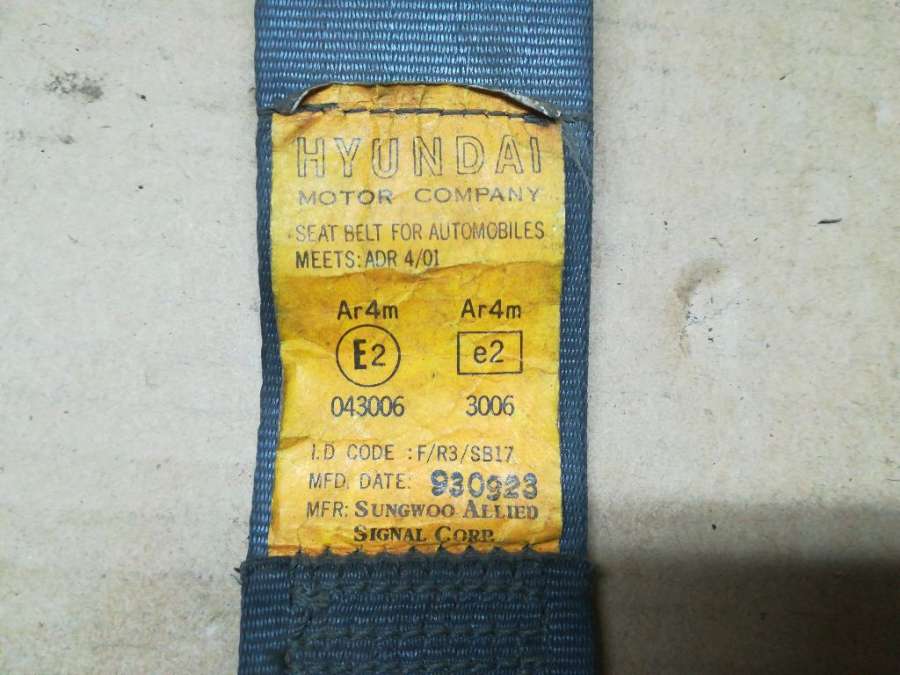 HYUNDAI
MOTOR COMPANY
SEAT BELT FOR AUTOMOBILES
MEETS: ADR 4/01
Ar4m Ar4m
E2 e2
043006 3006
I.D CODE : F/R3/SB17
MFD. DATE: 930923
MFR: SUNGWOO ALLIED
SIGNAL CORP.